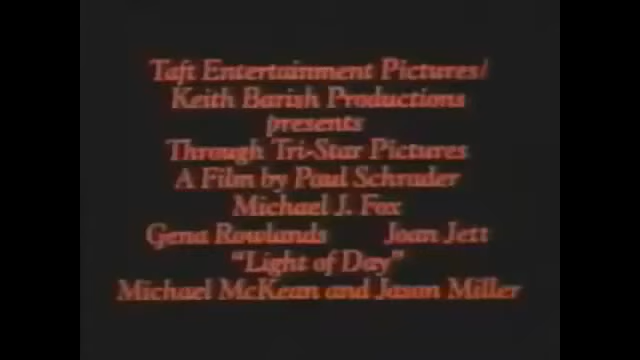 Taft Entertainment Pictures/
Keith Barish Productions
presents
Through Tri-Star Pictures
A Film by Paul Schrader
Michael J. Fox
Gena Rowlands Joan Jett
"Light of Day"
Michael McKean and Jason Miller